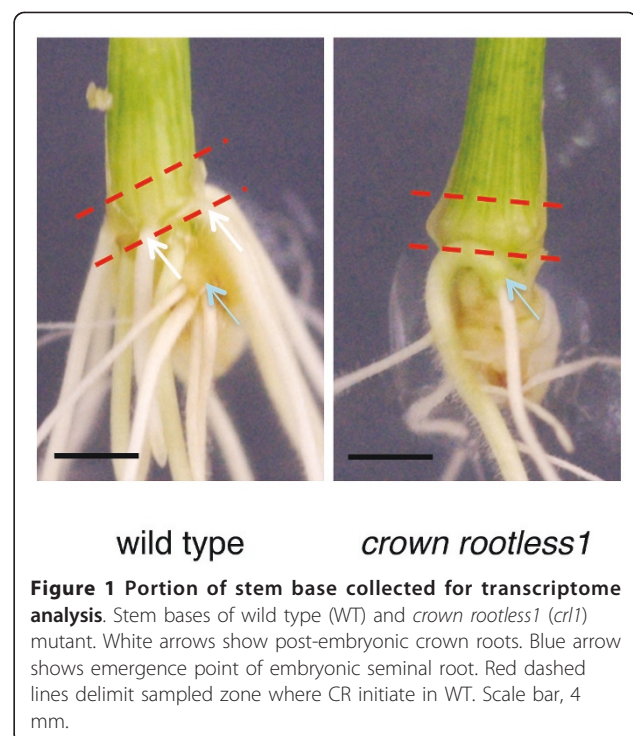 wild type
crown rootless1
Figure 1 Portion of stem base collected for transcriptome
analysis. Stem bases of wild type (WT) and crown rootless1 (crl1)
mutant. White arrows show post-embryonic crown roots. Blue arrow
shows emergence point of embryonic seminal root. Red dashed
lines delimit sampled zone where CR initiate in WT. Scale bar, 4
mm.